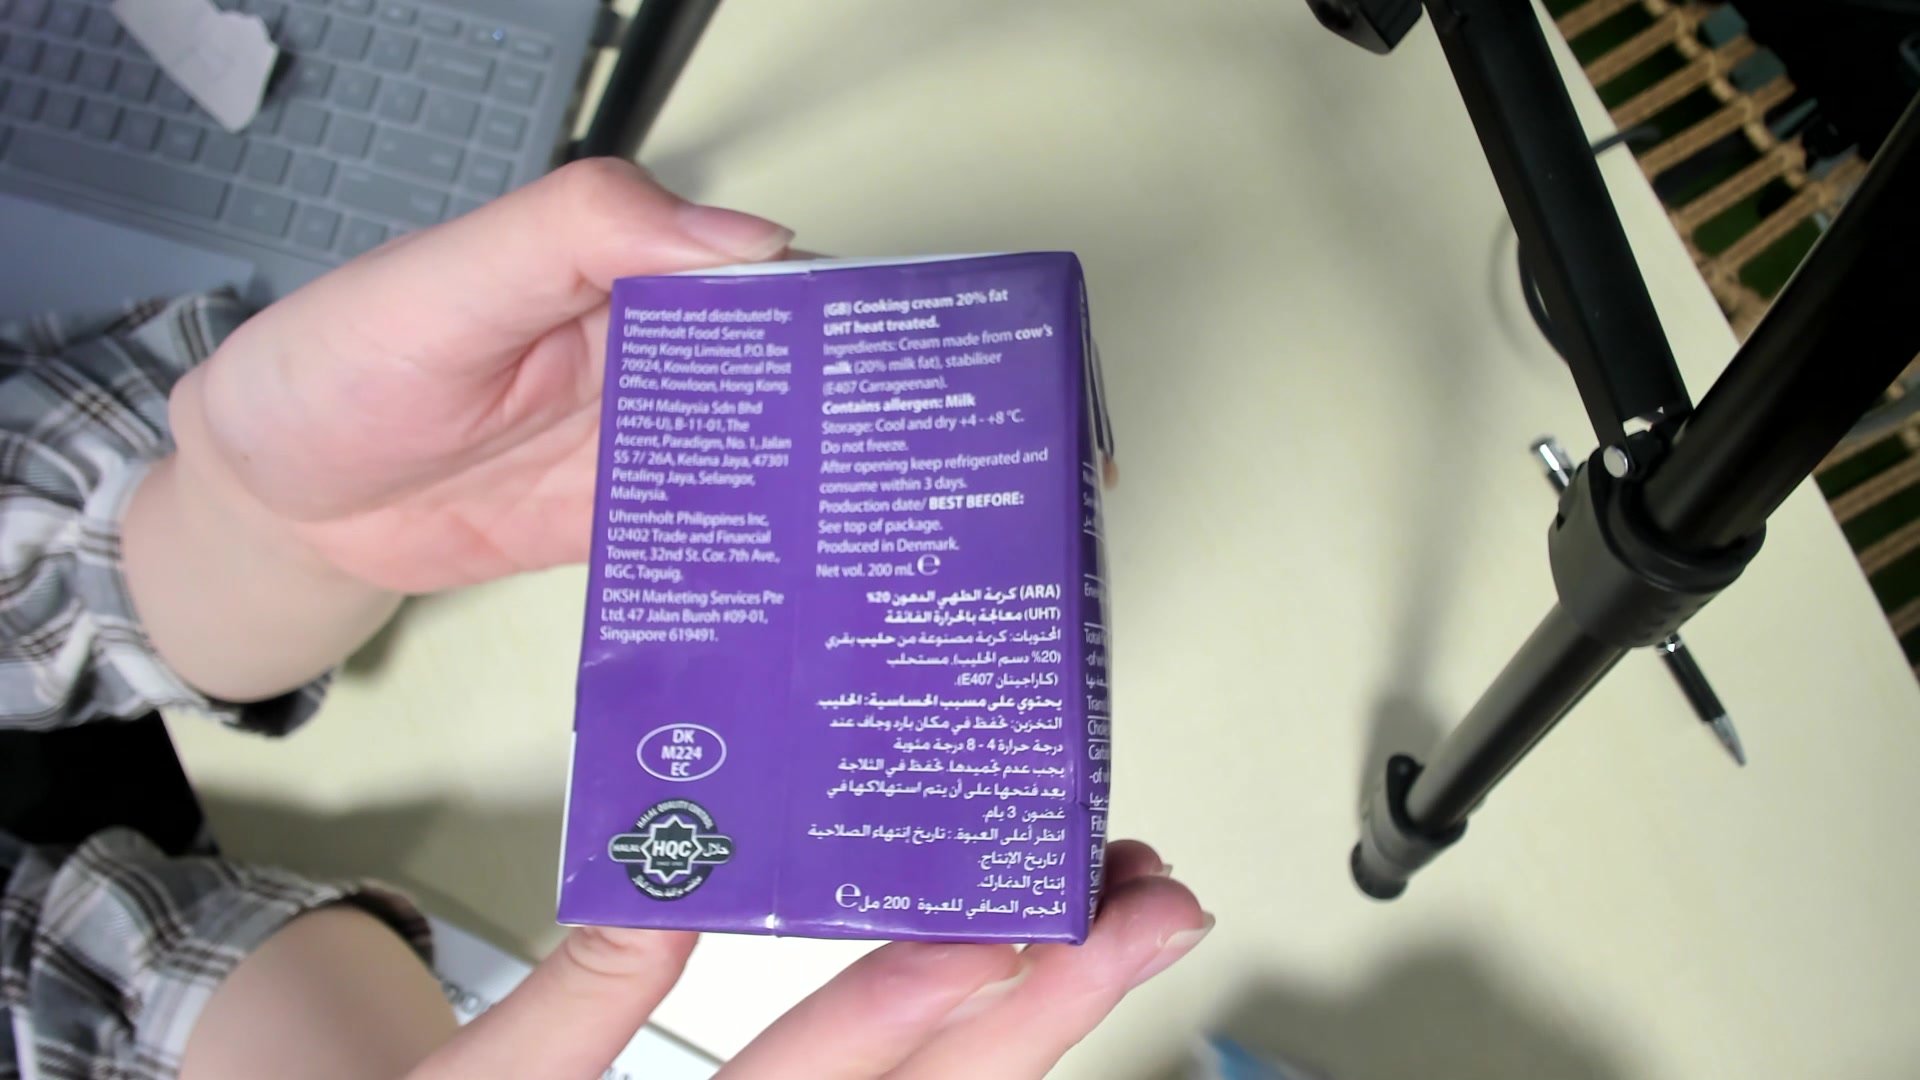 Imported and distributed by:
Uhrenholt Food Service
Hong Kong Limited, P.O. Box
70924, Kowloon Central Post
Office, Kowloon, Hong Kong.
DKSH Malaysia Sdn Bhd
(4476-U), B-11-01, The
Ascent, Paradigm, No. 1, Jalan
SS 7/ 26A, Kelana Jaya, 47301
Petaling Jaya, Selangor,
Malaysia.
Uhrenholt Philippines Inc,
U2402 Trade and Financial
Tower, 32nd St. Cor. 7th Ave.,
BGC, Taguig.
DKSH Marketing Services Pte
Ltd, 47 Jalan Buroh #09-01,
Singapore 619491.
DK
M224
EC
HALAL QUALITY CONTROL
HALAL HQC حلال
(GB) Cooking cream 20% fat
UHT heat treated.
Ingredients: Cream made from cow's
milk (20% milk fat), stabiliser
(E407 Carrageenan).
Contains allergen: Milk
Storage: Cool and dry +4 - +8 °C.
Do not freeze.
After opening keep refrigerated and
consume within 3 days.
Production date/ BEST BEFORE:
See top of package.
Produced in Denmark.
Net vol. 200 mL e
(ARA) كريمة الطهي الدهون 20%
(UHT) معالجة بالحرارة الفائقة
المحتويات: كريمة مصنوعة من حليب بقري
(20% دسم الحليب). مستحلب
(كاراجينان E407).
يحتوي على مسبب الحساسية: الحليب.
التخزين: تحفظ في مكان بارد وجاف عند
درجة حرارة 4 - 8 درجة مئوية
يجب عدم تجميدها. تحفظ في الثلاجة
بعد فتحها على أن يتم استهلاكها في
غضون 3 يام.
انظر أعلى العبوة.: تاريخ إنتهاء الصلاحية
/ تاريخ الإنتاج.
إنتاج الدنمارك.
الحجم الصافي للعبوة 200 مل e